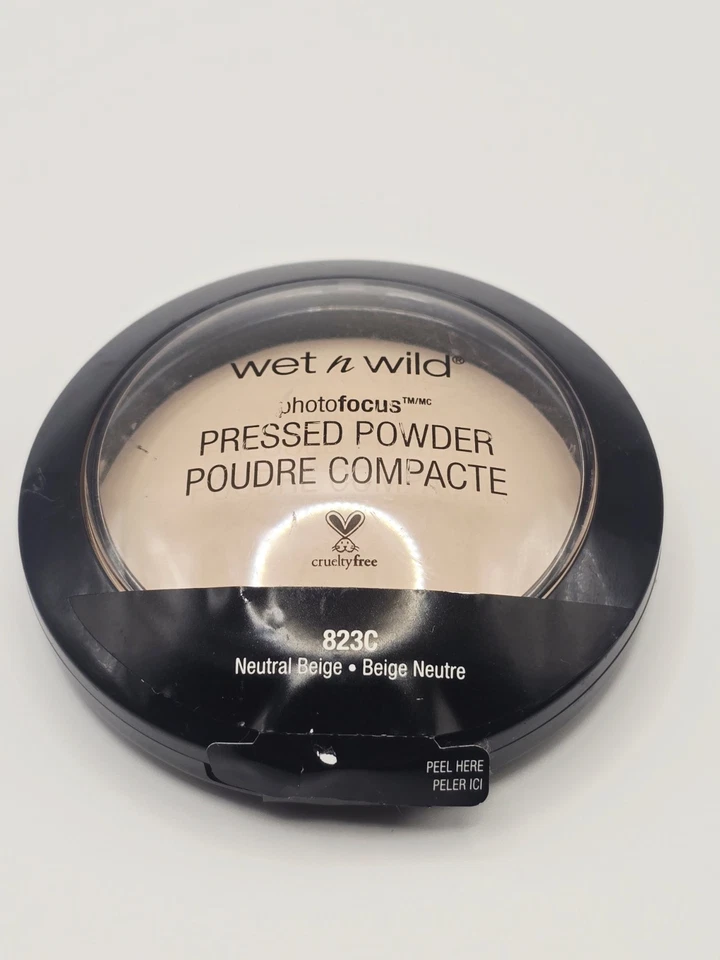 wet n wild®
photofocus™/MC
PRESSED POWDER
POUDRE COMPACTE
crueltyfree
823C
Neutral Beige • Beige Neutre
PEEL HERE
PELER ICI